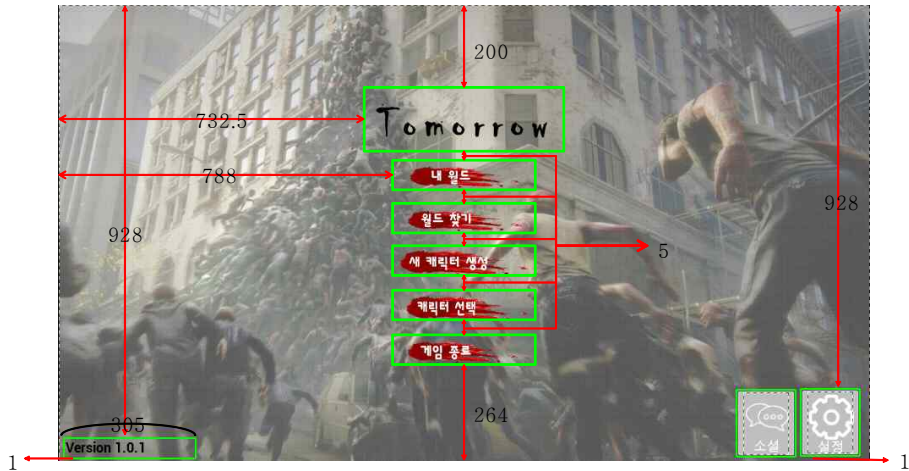 200
Tomorrow
732.5
788
내 월드
월드 찾기
928
928
5
새 캐릭터 생성
캐릭터 선택
게임 종료
264
305
Version 1.0.1
소셜
설정
1
1